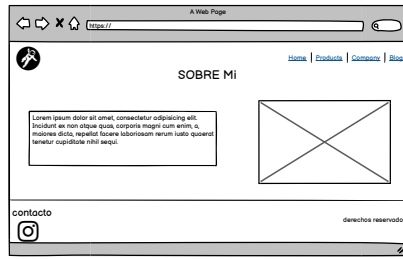 A Web Page
https://
Home | Products | Company | Blog
SOBRE Mi
Lorem ipsum dolor sit amet, consectetur adipisicing elit.
Incidunt ex non atque quas, corporis magni cum enim, a,
maiores dicta, repellat facere laboriosam rerum iusto quaerat
tenetur cupiditate nihil sequi.
contacto
derechos reservado